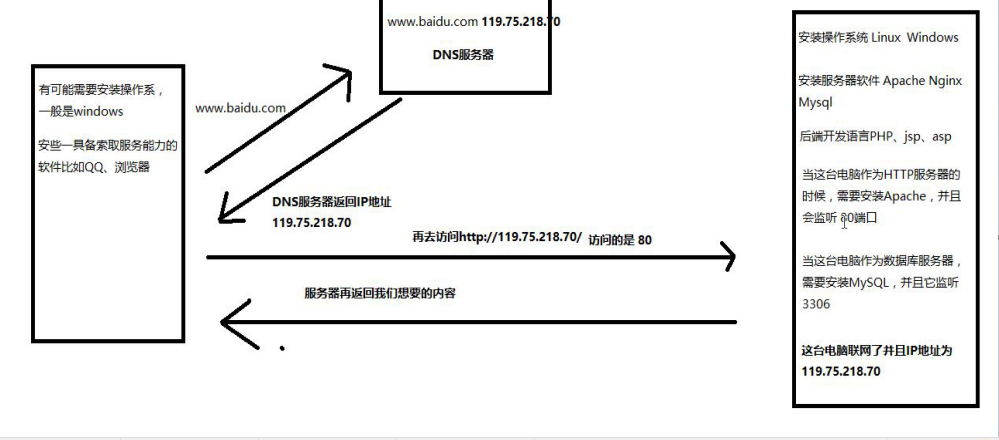 www.baidu.com 119.75.218.70
DNS服务器
有可能需要安装操作系，
一般是windows
安些一具备索取服务能力的
软件比如QQ、浏览器
www.baidu.com
DNS服务器返回IP地址
119.75.218.70
再去访问http://119.75.218.70/ 访问的是 80
服务器再返回我们想要的内容
安装操作系统 Linux Windows
安装服务器软件 Apache Nginx
Mysql
后端开发语言PHP、jsp、asp
当这台电脑作为HTTP服务器的
时候，需要安装Apache，并且
会监听 80端口
当这台电脑作为数据库服务器，
需要安装MySQL，并且它监听
3306
这台电脑联网了并且IP地址为
119.75.218.70